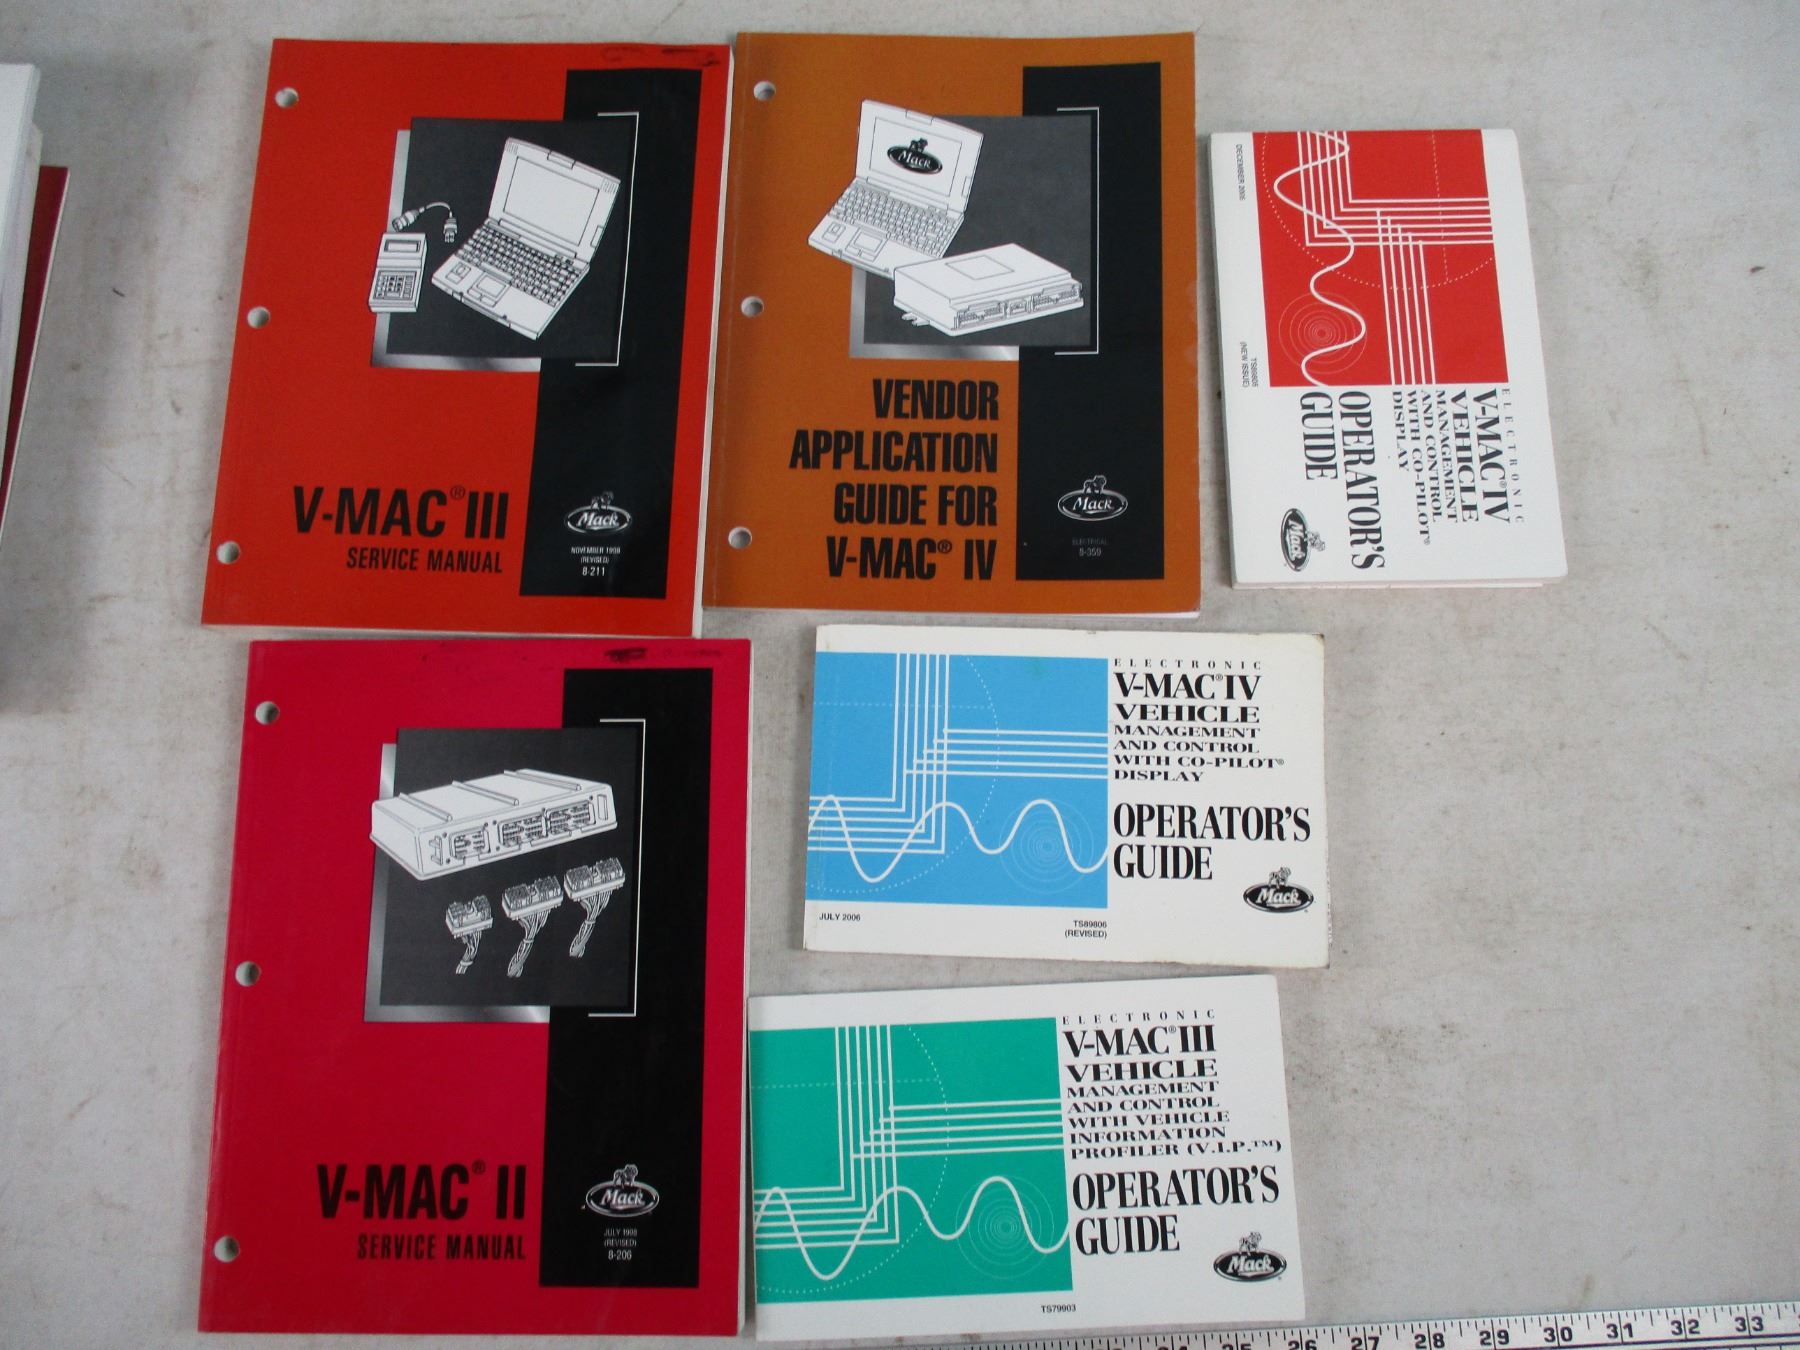 V-MAC® III
SERVICE MANUAL
Mack
NOVEMBER 1998
(REVISED)
8-211
Mack
VENDOR
APPLICATION
GUIDE FOR
V-MAC® IV
Mack
ELECTRICAL
8-359
DECEMBER 2006
TS89805
(NEW ISSUE)
ELECTRONIC
V-MAC® IV
VEHICLE
MANAGEMENT
AND CONTROL
WITH CO-PILOT®
DISPLAY
OPERATOR'S
GUIDE
Mack
V-MAC® II
SERVICE MANUAL
Mack
JULY 1998
(REVISED)
8-206
ELECTRONIC
V-MAC® IV
VEHICLE
MANAGEMENT
AND CONTROL
WITH CO-PILOT®
DISPLAY
OPERATOR'S
GUIDE
Mack
JULY 2006
TS89806
(REVISED)
ELECTRONIC
V-MAC® III
VEHICLE
MANAGEMENT
AND CONTROL
WITH VEHICLE
INFORMATION
PROFILER (V.I.P.™)
OPERATOR'S
GUIDE
Mack
TS79903
26 27 28 29 30 31 32 33